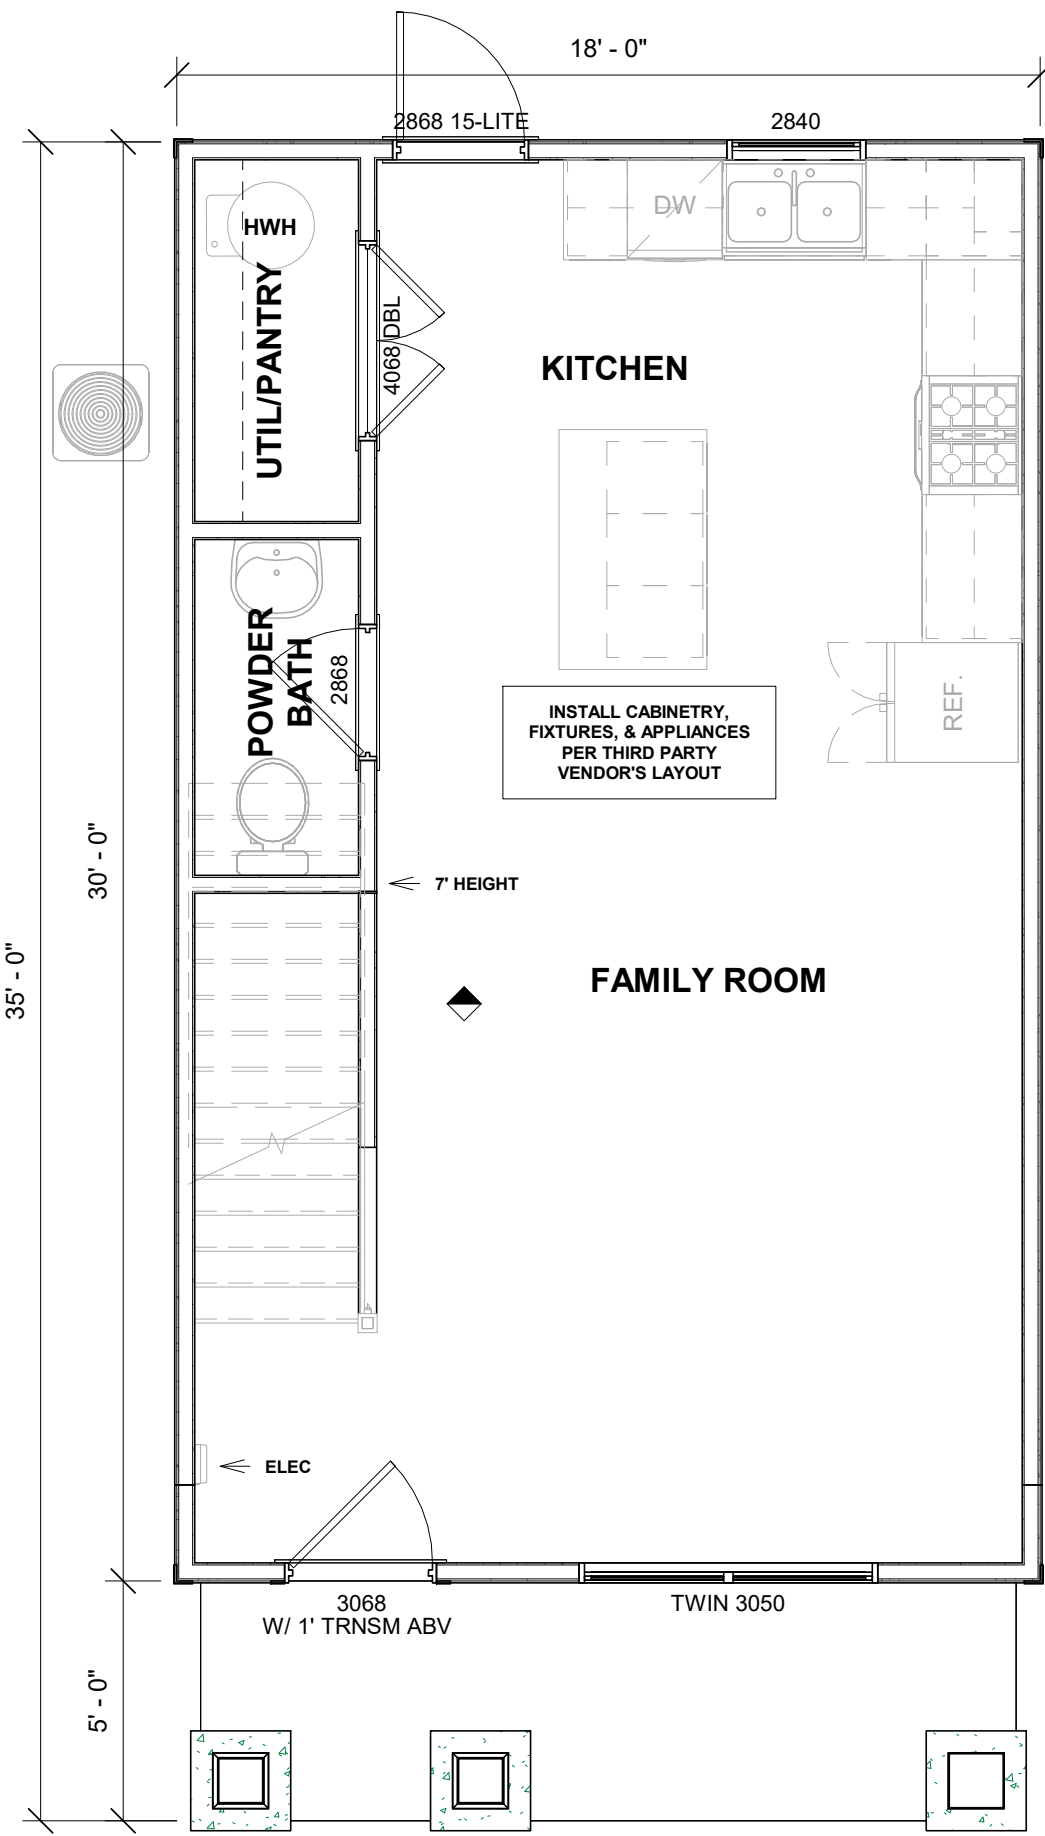 18' - 0"
2868 15-LITE
2840
HWH
UTIL/PANTRY
4068 DBL
DW
KITCHEN
POWDER
BATH
2868
REF.
INSTALL CABINETRY,
FIXTURES, & APPLIANCES
PER THIRD PARTY
VENDOR'S LAYOUT
30' - 0"
7' HEIGHT
35' - 0"
FAMILY ROOM
ELEC
3068
W/ 1' TRNSM ABV
TWIN 3050
5' - 0"